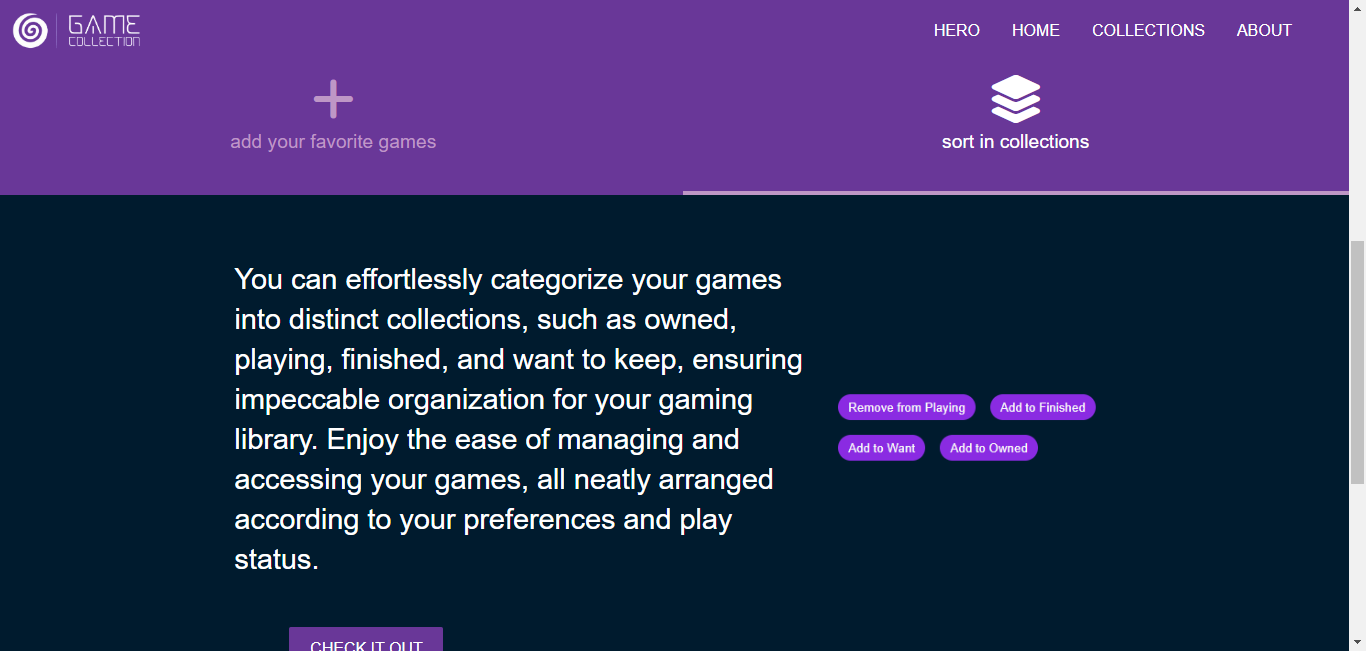 GAME
COLLECTION
HERO HOME COLLECTIONS ABOUT
add your favorite games
sort in collections
You can effortlessly categorize your games
into distinct collections, such as owned,
playing, finished, and want to keep, ensuring
impeccable organization for your gaming
library. Enjoy the ease of managing and
accessing your games, all neatly arranged
according to your preferences and play
status.
Remove from Playing Add to Finished
Add to Want Add to Owned
CHECK IT OUT